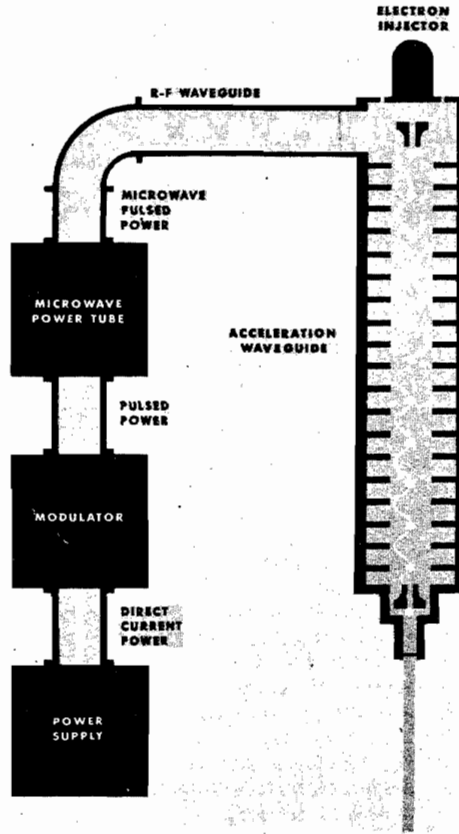 ELECTRON
INJECTOR
R-F WAVEGUIDE
MICROWAVE
PULSED
POWER
MICROWAVE
POWER TUBE
ACCELERATION
WAVEGUIDE
PULSED
POWER
MODULATOR
DIRECT
CURRENT
POWER
POWER
SUPPLY